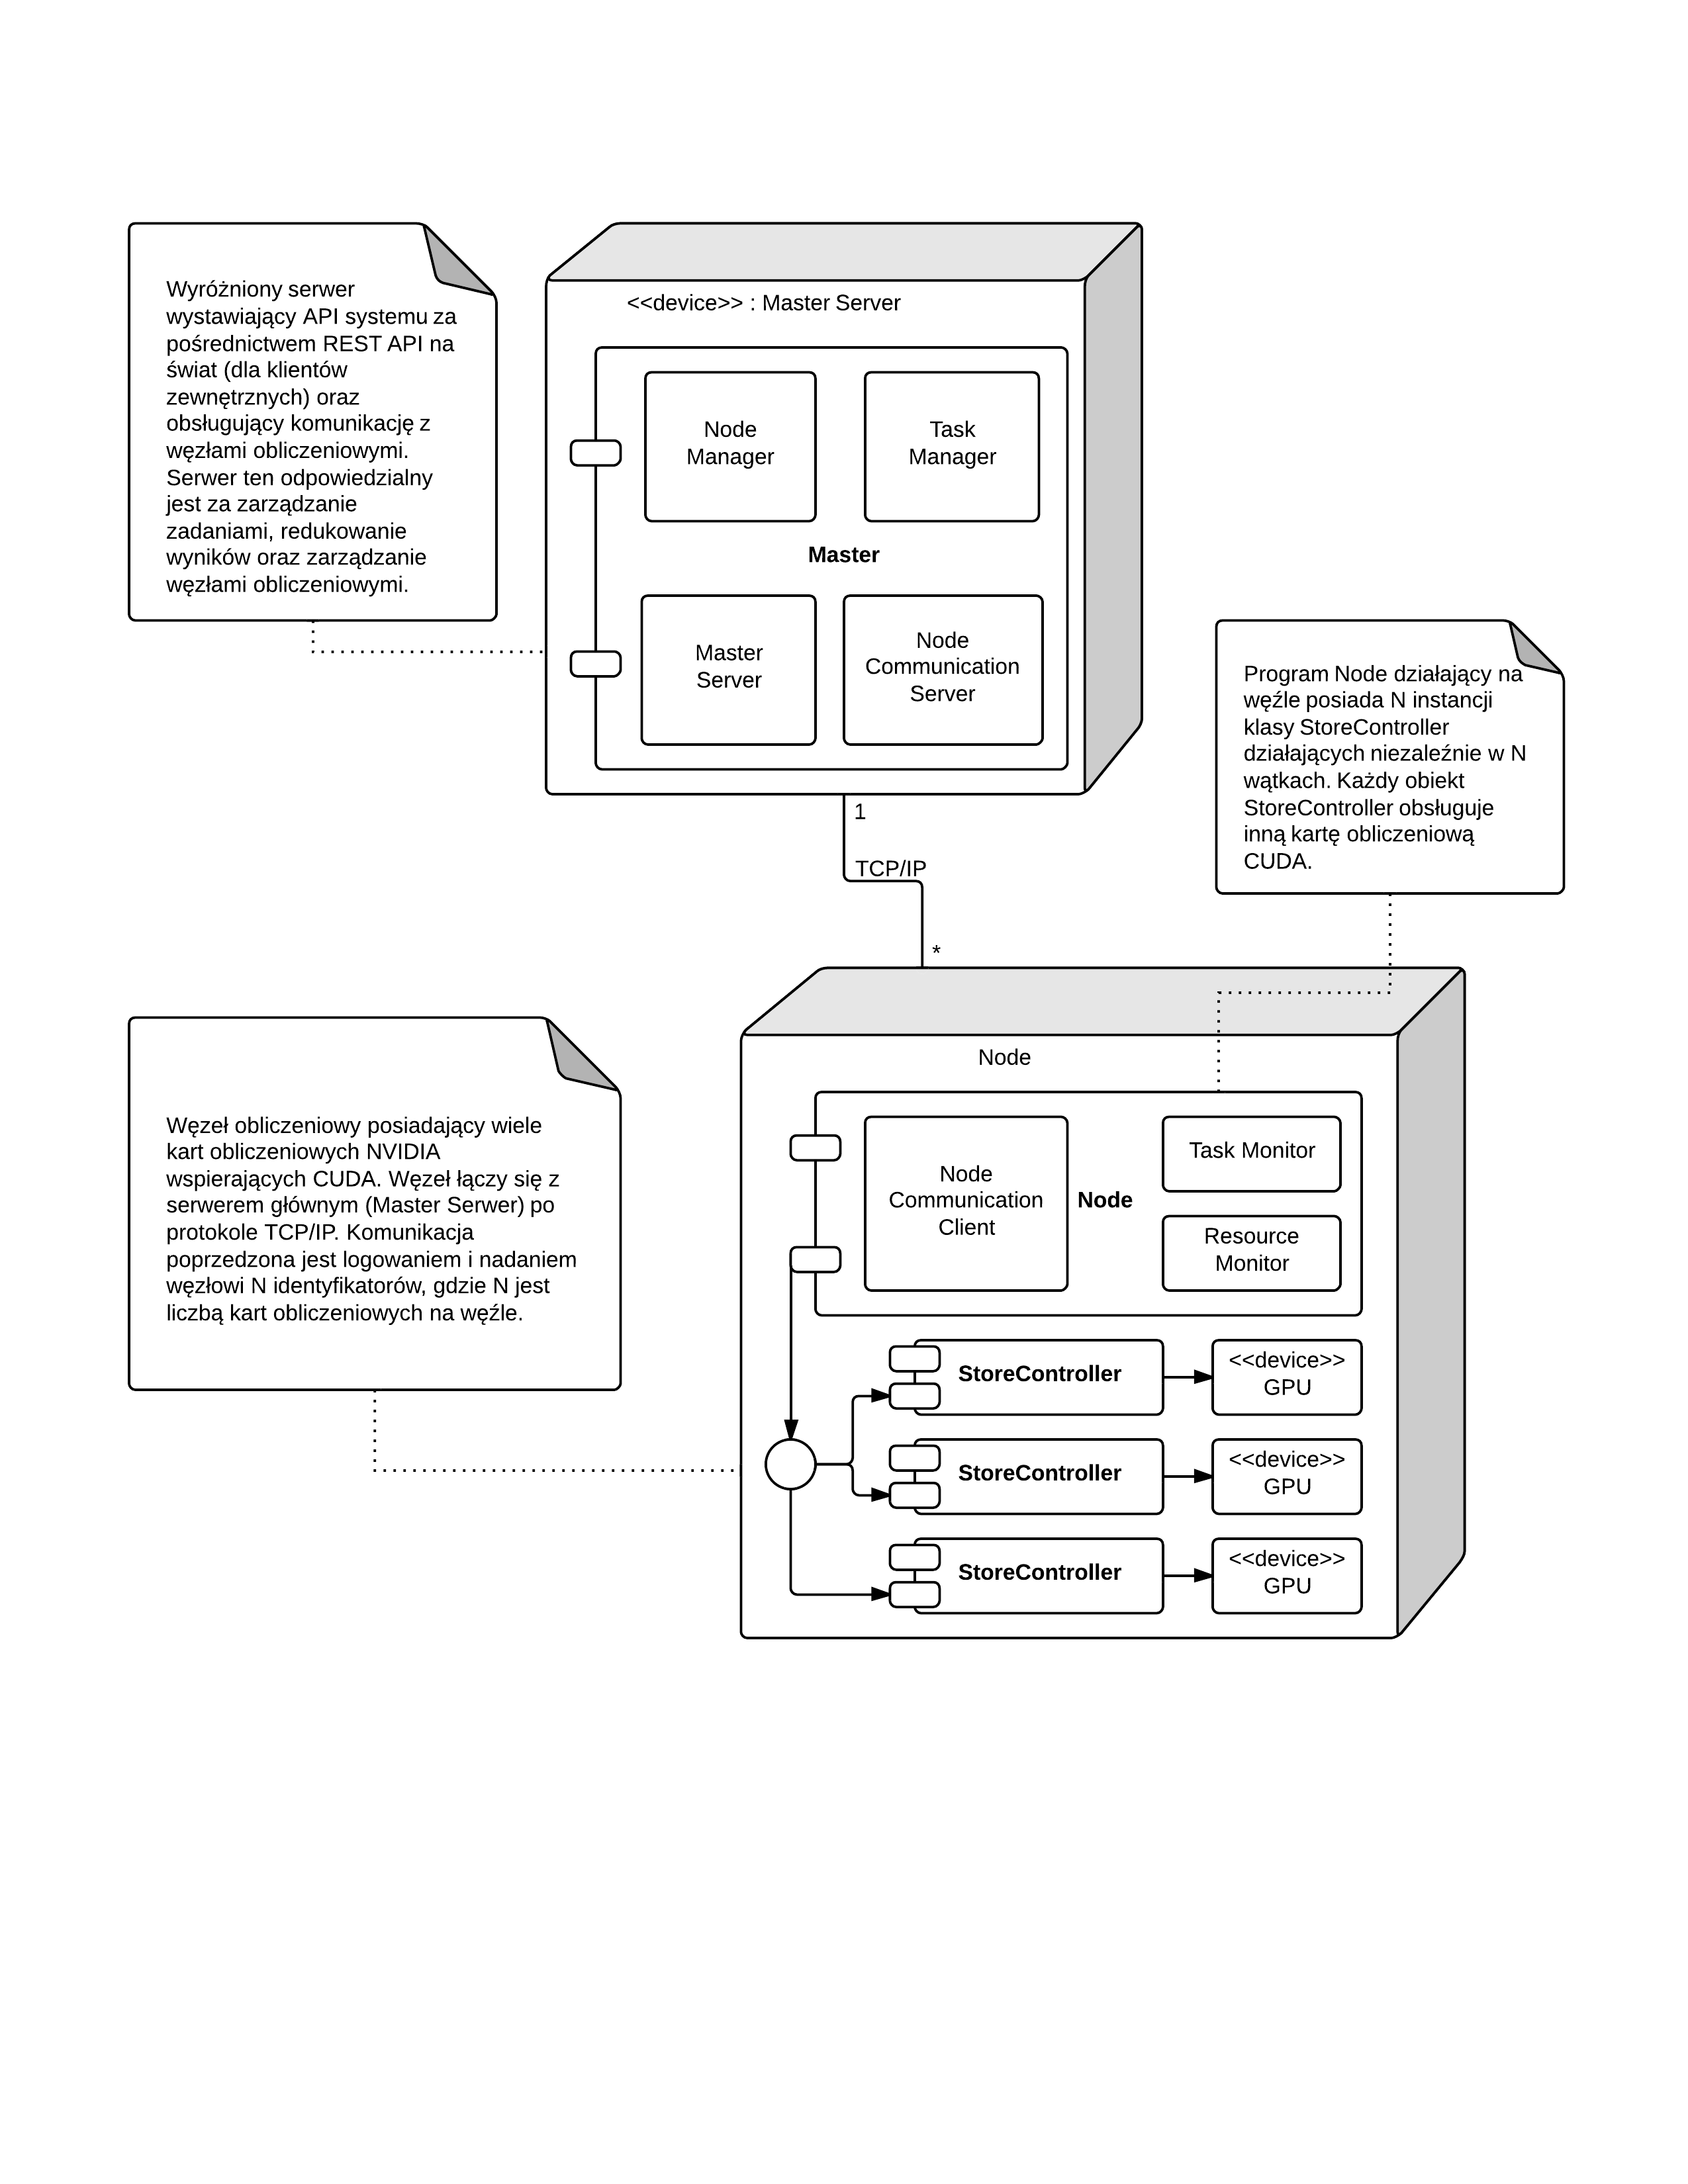 Wyróżniony serwer
wystawiający API systemu za
pośrednictwem REST API na
świat (dla klientów
zewnętrznych) oraz
obsługujący komunikację z
węzłami obliczeniowymi.
Serwer ten odpowiedzialny
jest za zarządzanie
zadaniami, redukowanie
wyników oraz zarządzanie
węzłami obliczeniowymi.
<<device>> : Master Server
Node
Manager
Task
Manager
Master
Master
Server
Node
Communication
Server
1
TCP/IP
*
Program Node działający na
węźle posiada N instancji
klasy StoreController
działających niezaleźnie w N
wątkach. Każdy obiekt
StoreController obsługuje
inną kartę obliczeniową
CUDA.
Węzeł obliczeniowy posiadający wiele
kart obliczeniowych NVIDIA
wspierających CUDA. Węzeł łączy się z
serwerem głównym (Master Serwer) po
protokole TCP/IP. Komunikacja
poprzedzona jest logowaniem i nadaniem
węzłowi N identyfikatorów, gdzie N jest
liczbą kart obliczeniowych na węźle.
Node
Node
Communication
Client
Node
Task Monitor
Resource
Monitor
StoreController
<<device>>
GPU
StoreController
<<device>>
GPU
StoreController
<<device>>
GPU